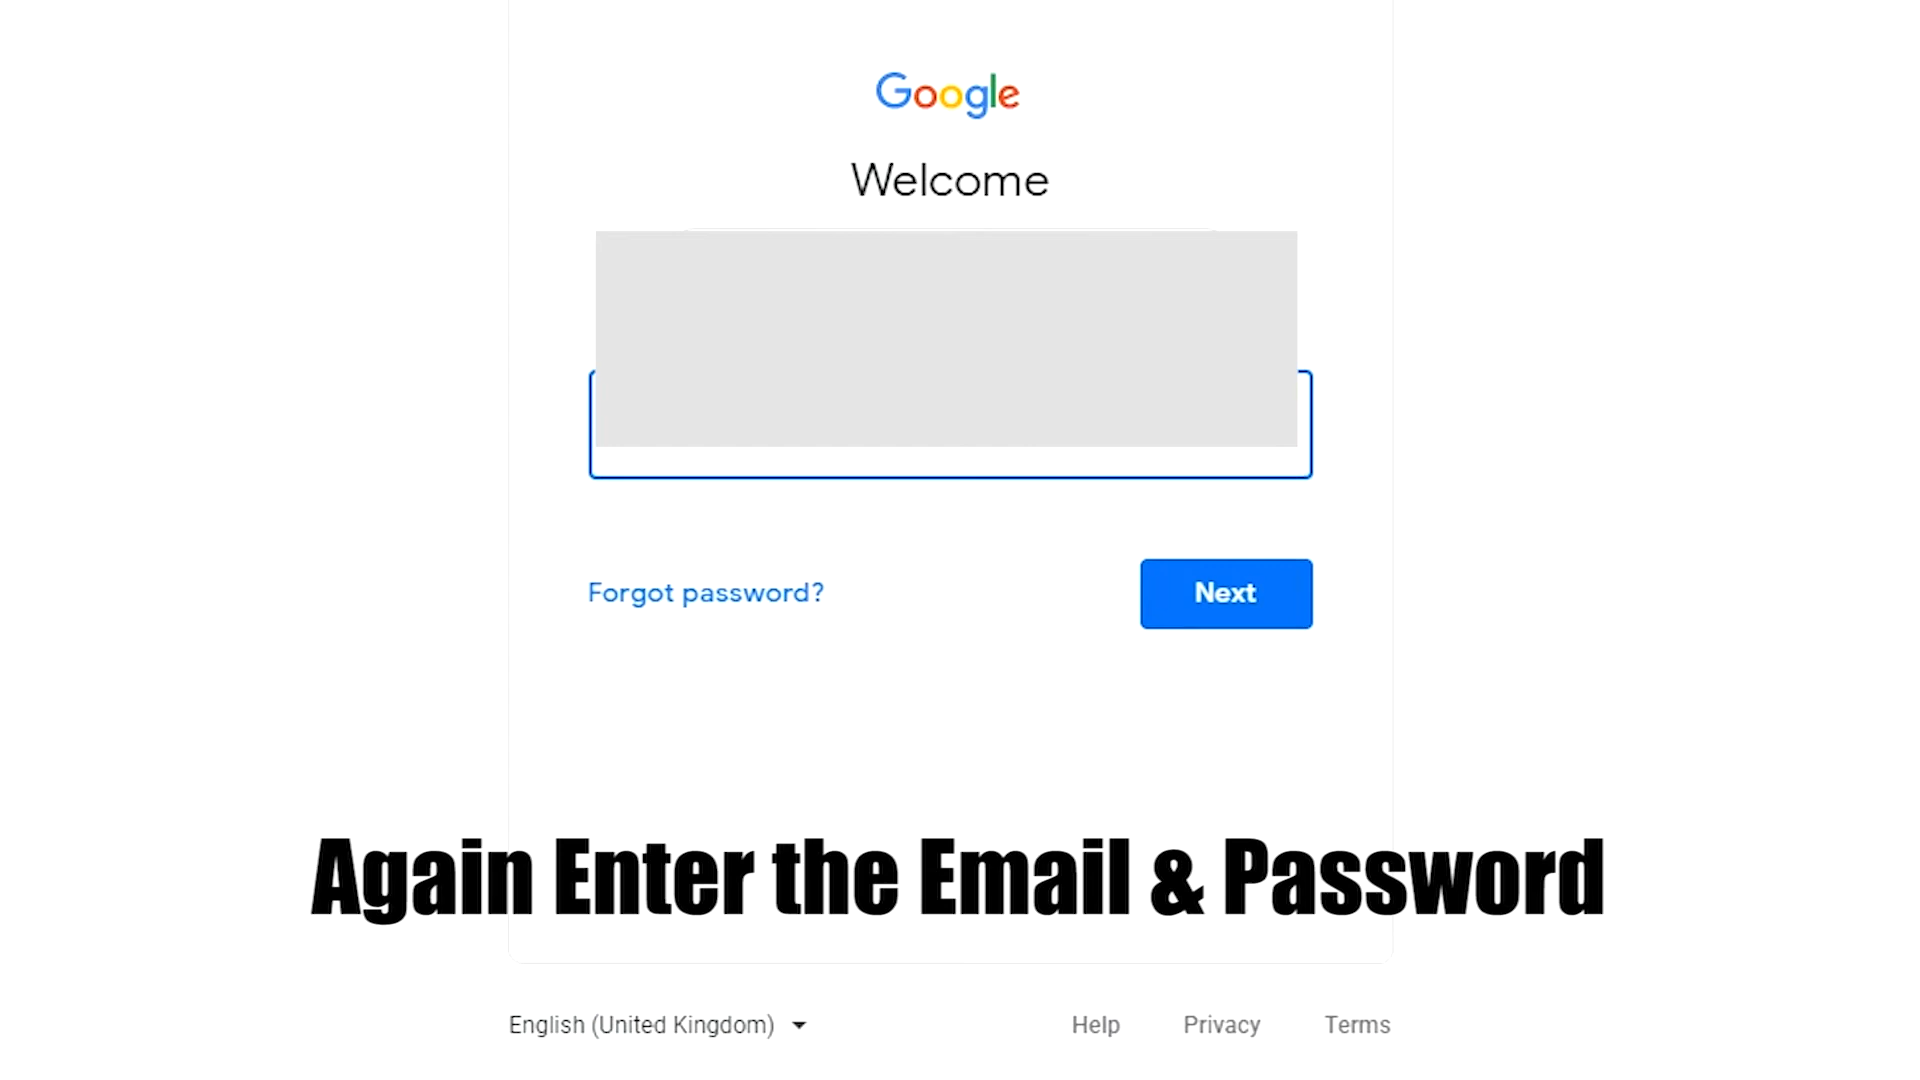 Google
Welcome
Forgot password?
Next
Again Enter the Email & Password
English (United Kingdom)
Help Privacy Terms